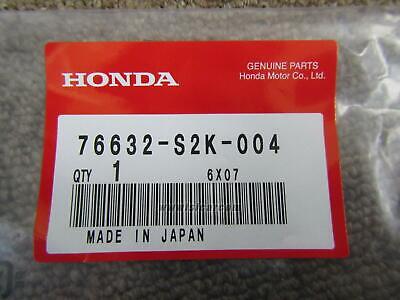 HONDA
GENUINE PARTS
Honda Motor Co., Ltd.
76632-S2K-004
QTY 1 6X07
MADE IN JAPAN